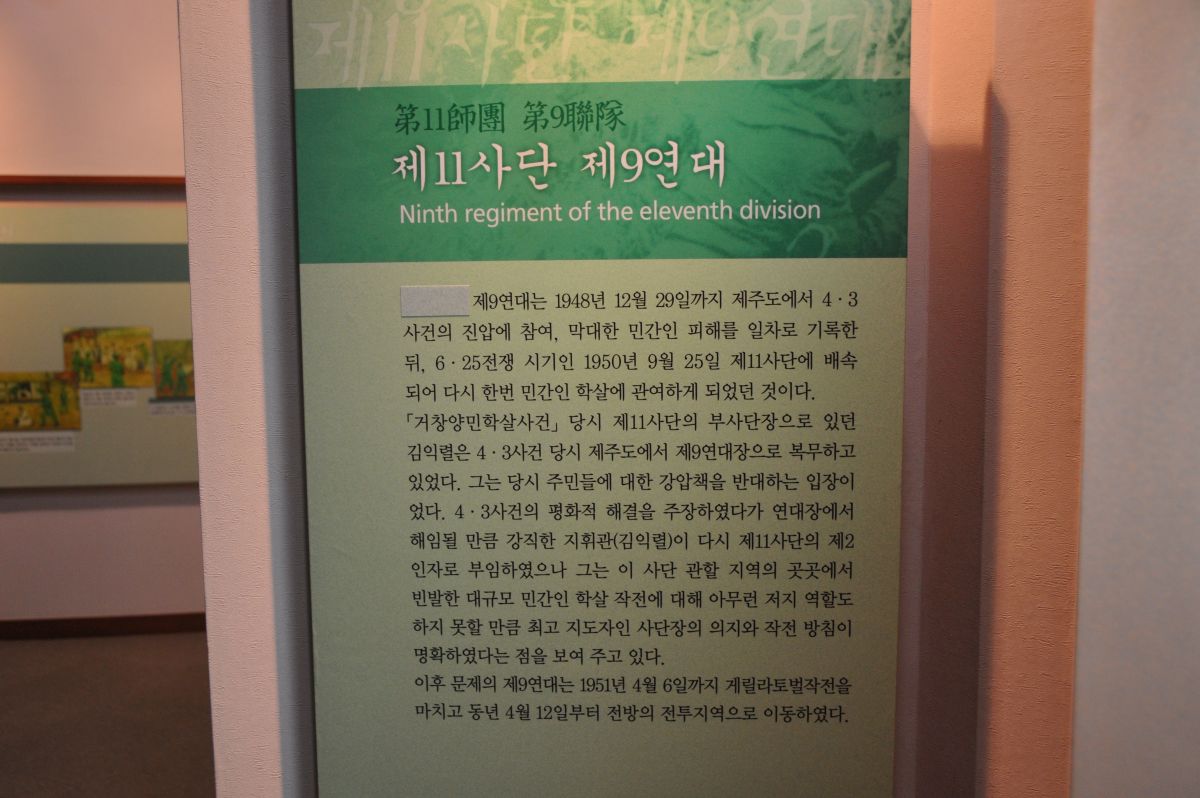 제11사단 제9연대
第11師團 第9聯隊
제11사단 제9연대
Ninth regiment of the eleventh division
제9연대는 1948년 12월 29일까지 제주도에서 4·3
사건의 진압에 참여, 막대한 민간인 피해를 일차로 기록한
뒤, 6·25전쟁 시기인 1950년 9월 25일 제11사단에 배속
되어 다시 한번 민간인 학살에 관여하게 되었던 것이다.
「거창양민학살사건」 당시 제11사단의 부사단장으로 있던
김익렬은 4·3사건 당시 제주도에서 제9연대장으로 복무하고
있었다. 그는 당시 주민들에 대한 강압책을 반대하는 입장이
었다. 4·3사건의 평화적 해결을 주장하였다가 연대장에서
해임될 만큼 강직한 지휘관(김익렬)이 다시 제11사단의 제2
인자로 부임하였으나 그는 이 사단 관할 지역의 곳곳에서
빈발한 대규모 민간인 학살 작전에 대해 아무런 저지 역할도
하지 못할 만큼 최고 지도자인 사단장의 의지와 작전 방침이
명확하였다는 점을 보여 주고 있다.
이후 문제의 제9연대는 1951년 4월 6일까지 게릴라토벌작전을
마치고 동년 4월 12일부터 전방의 전투지역으로 이동하였다.